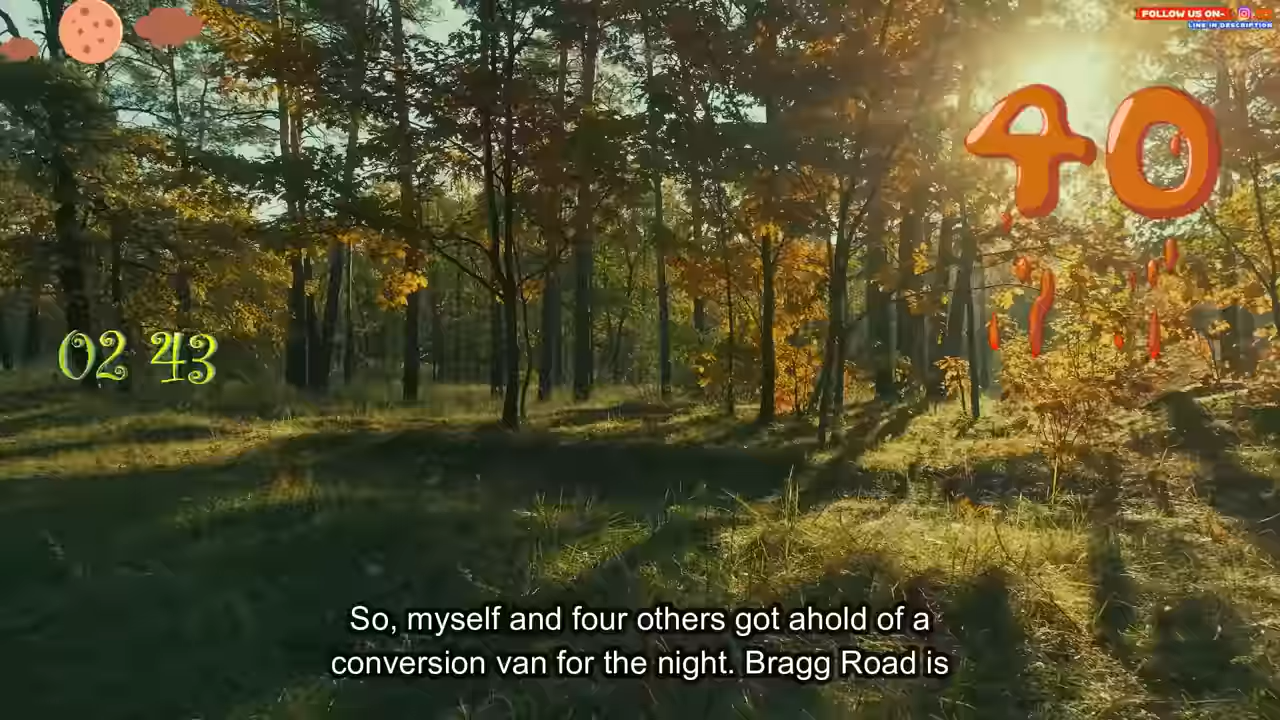 FOLLOW US ON-
LINK IN DESCRIPTION
40
02 43
So, myself and four others got ahold of a
conversion van for the night. Bragg Road is